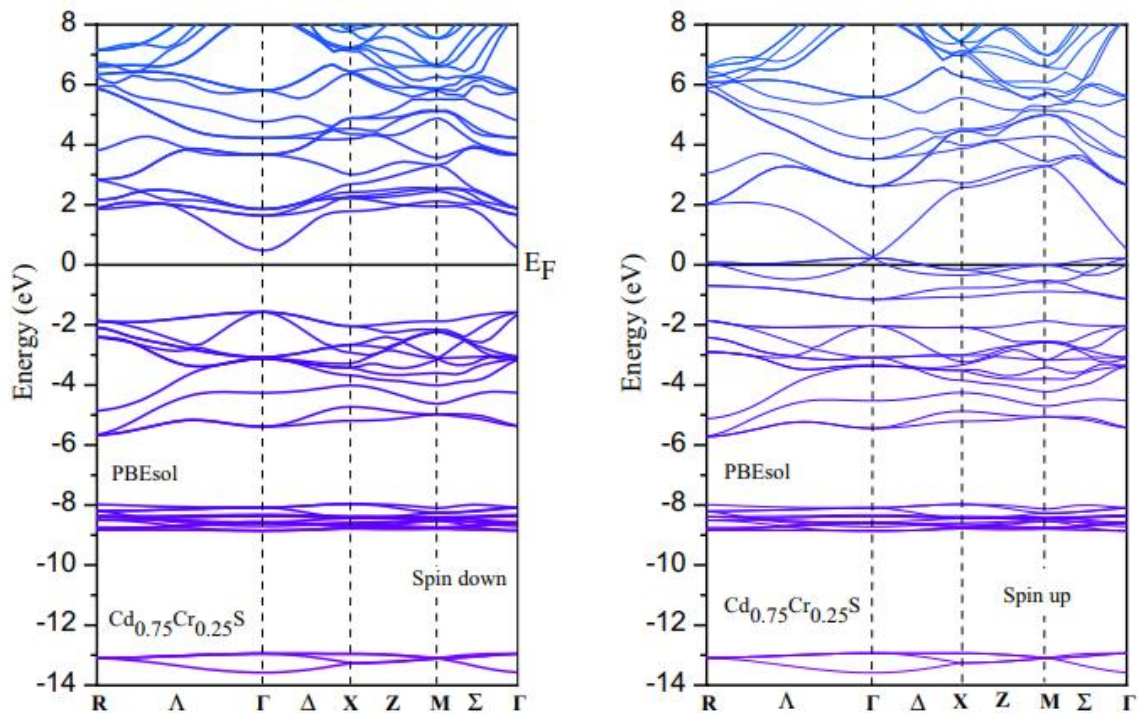 8
6
4
2
0
-2
-4
-6
-8
-10
-12
-14
Energy (eV)
PBEsol
Spin down
Cd0.75Cr0.25S
R Λ Γ Δ X Z M Σ Γ
EF
8
6
4
2
0
-2
-4
-6
-8
-10
-12
-14
Energy (eV)
PBEsol
Spin up
Cd0.75Cr0.25S
R Λ Γ Δ X Z M Σ Γ